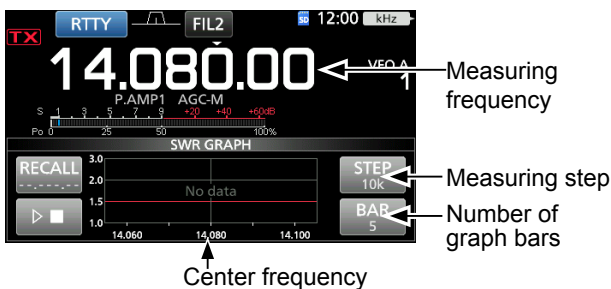 RTTY FIL2 SD 12:00 kHz
TX
14.080.00 VFO A
1
P.AMP1 AGC-M
S 1 3 5 7 9 +20 +40 +60dB
Po 0 25 50 100%
SWR GRAPH
RECALL
--.---.--
3.0
2.0
1.5
1.0
No data
14.060 14.080 14.100
STEP
10k
BAR
5
Measuring
frequency
Measuring step
Number of
graph bars
Center frequency